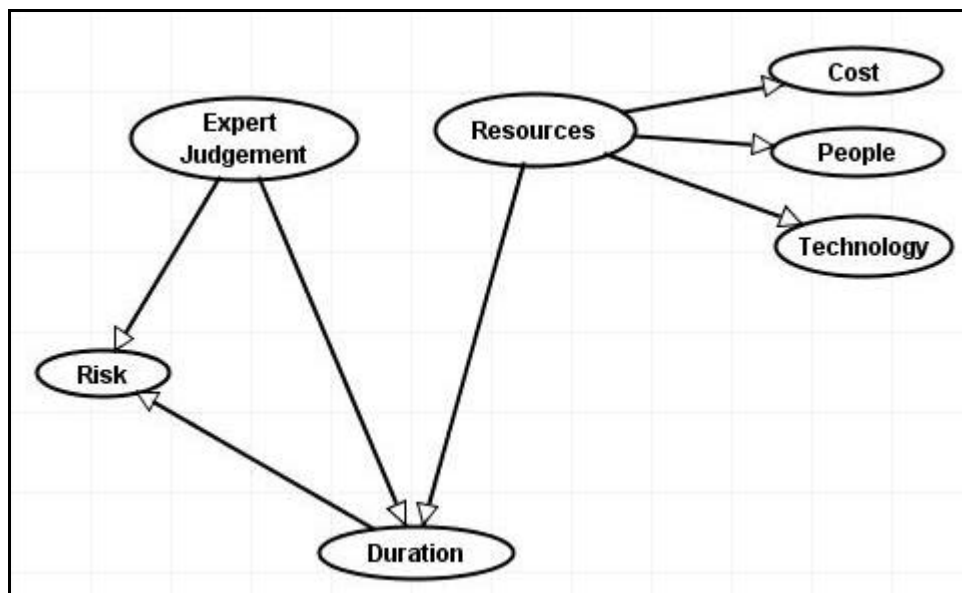 Expert
Judgement
Resources
Cost
People
Technology
Risk
Duration